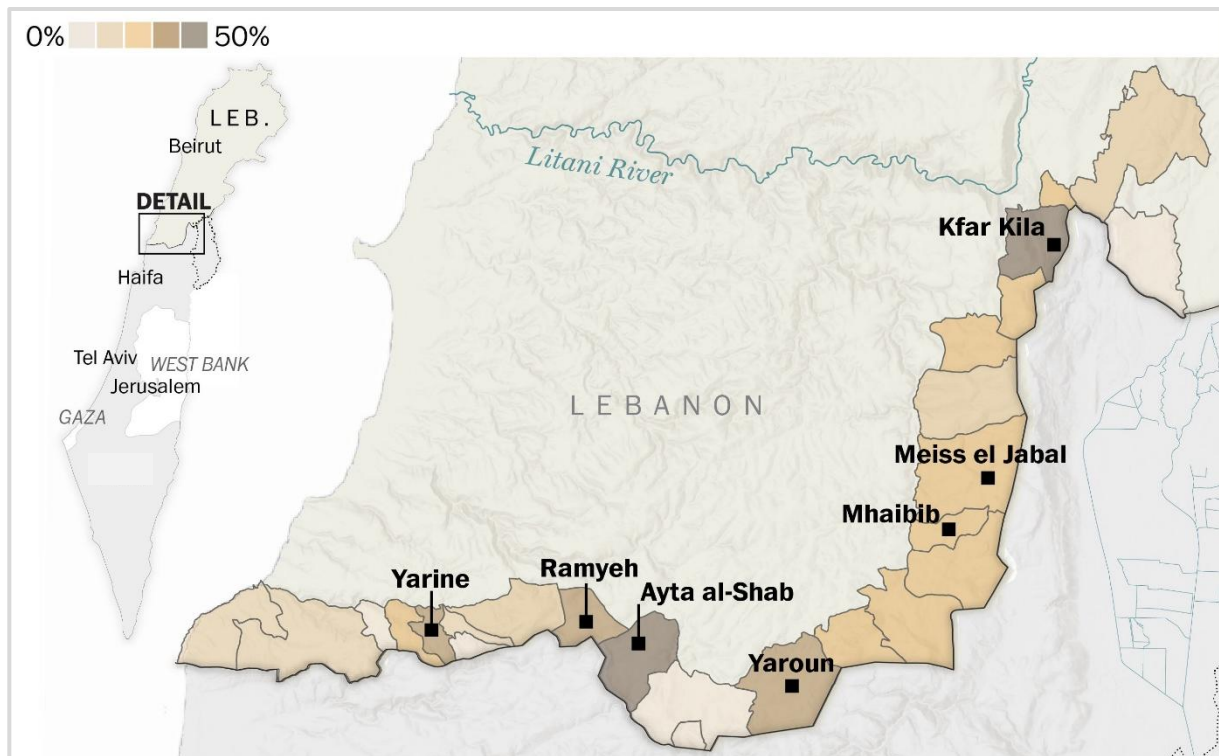 0% 50%
LEB.
Beirut
DETAIL
Haifa
Tel Aviv
WEST BANK
Jerusalem
GAZA
Litani River
Kfar Kila
LEBANON
Meiss el Jabal
Mhaibib
Yarine
Ramyeh
Ayta al-Shab
Yaroun